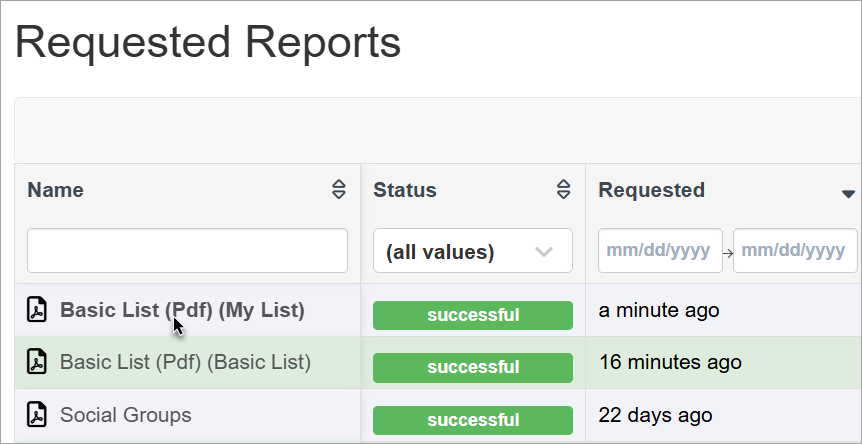 Requested Reports
Name Status Requested
(all values) mm/dd/yyyy → mm/dd/yyyy
Basic List (Pdf) (My List) successful a minute ago
Basic List (Pdf) (Basic List) successful 16 minutes ago
Social Groups successful 22 days ago